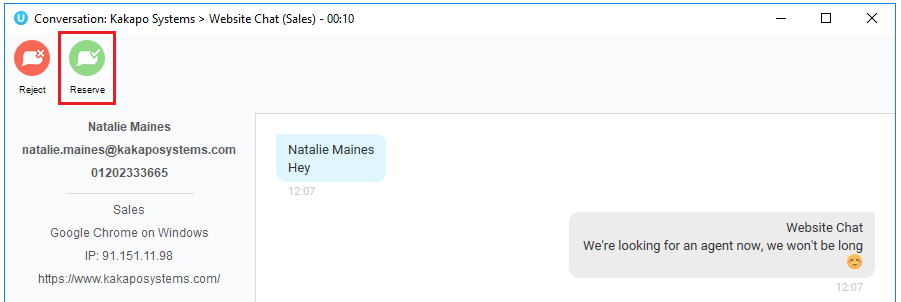 Conversation: Kakapo Systems > Website Chat (Sales) - 00:10
Reject
Reserve
Natalie Maines
natalie.maines@kakaposystems.com
01202333665
Sales
Google Chrome on Windows
IP: 91.151.11.98
https://www.kakaposystems.com/
Natalie Maines
Hey
12:07
Website Chat
We're looking for an agent now, we won't be long
😊
12:07